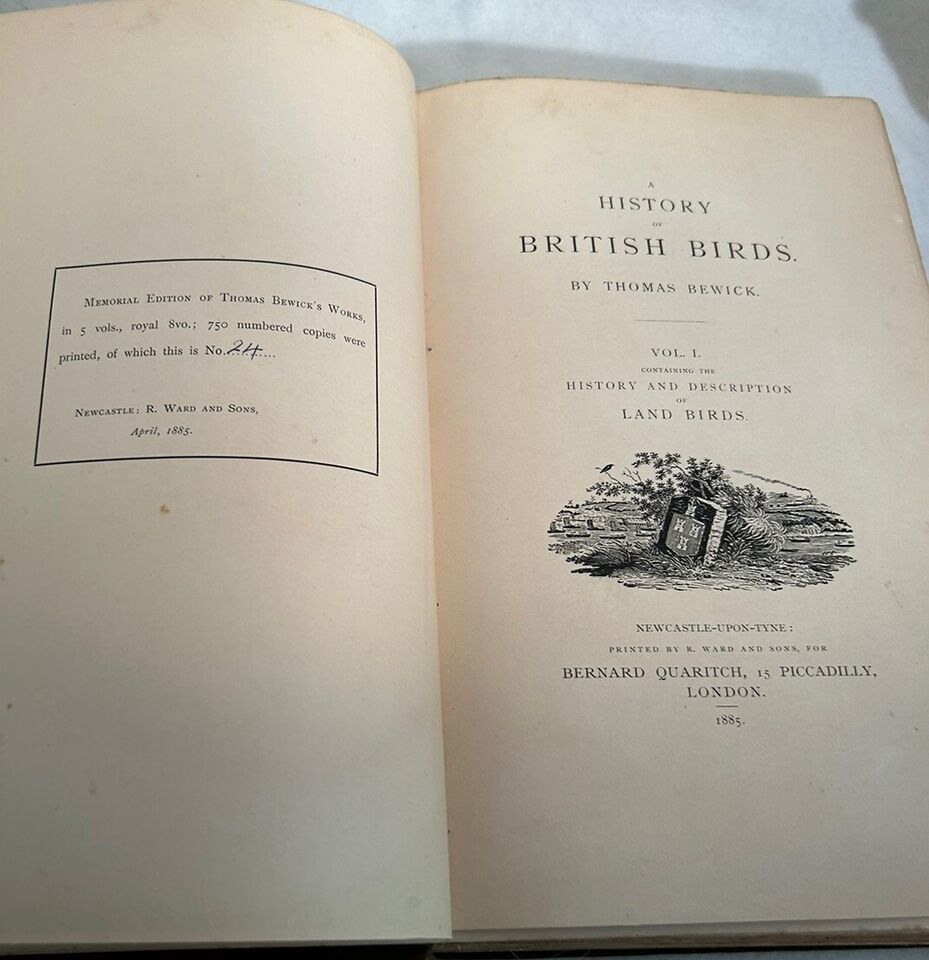 Memorial Edition of Thomas Bewick's Works,
in 5 vols., royal 8vo.; 750 numbered copies were
printed, of which this is No. 24....
Newcastle: R. Ward and Sons,
April, 1885.
A
HISTORY
OF
BRITISH BIRDS.
BY THOMAS BEWICK.
VOL. I.
CONTAINING THE
HISTORY AND DESCRIPTION
OF
LAND BIRDS.
NEWCASTLE-UPON-TYNE:
PRINTED BY R. WARD AND SONS, FOR
BERNARD QUARITCH, 15 PICCADILLY,
LONDON.
1885.